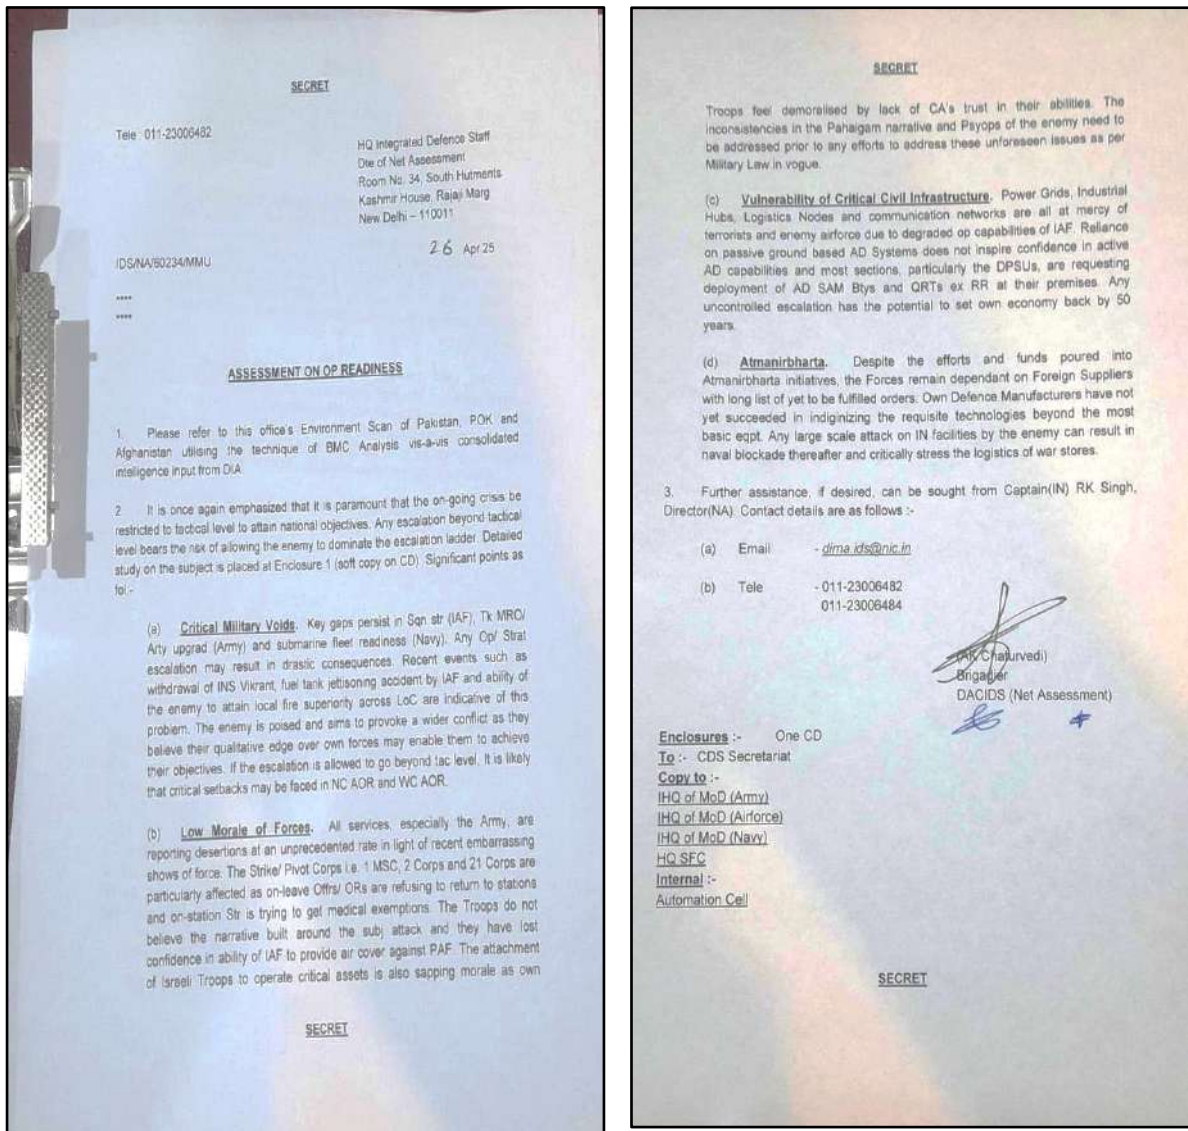 SECRET
Tele : 011-23006482
HQ Integrated Defence Staff
Dte of Net Assessment
Room No. 34, South Hutments
Kashmir House, Rajaji Marg
New Delhi – 110011
26 Apr 25
IDS/NA/60234/MMU
****
****
ASSESSMENT ON OP READINESS
1. Please refer to this office's Environment Scan of Pakistan, POK and
Afghanistan utilising the technique of BMC Analysis vis-a-vis consolidated
intelligence input from DIA.
2. It is once again emphasized that it is paramount that the on-going crisis be
restricted to tactical level to attain national objectives. Any escalation beyond tactical
level bears the risk of allowing the enemy to dominate the escalation ladder. Detailed
study on the subject is placed at Enclosure 1 (soft copy on CD). Significant points as
fol:-
(a) Critical Military Voids. Key gaps persist in Sqn str (IAF), Tk MRO/
Arty upgrad (Army) and submarine fleet readiness (Navy). Any Op/ Strat
escalation may result in drastic consequences. Recent events such as
withdrawal of INS Vikrant, fuel tank jettisoning accident by IAF and ability of
the enemy to attain local fire superiority across LoC are indicative of this
problem. The enemy is poised and aims to provoke a wider conflict as they
believe their qualitative edge over own forces may enable them to achieve
their objectives. If the escalation is allowed to go beyond tac level, It is likely
that critical setbacks may be faced in NC AOR and WC AOR.
(b) Low Morale of Forces. All services, especially the Army, are
reporting desertions at an unprecedented rate in light of recent embarrassing
shows of force. The Strike/ Pivot Corps i.e. 1 MSC, 2 Corps and 21 Corps are
particularly affected as on-leave Offrs/ ORs are refusing to return to stations
and on-station Str is trying to get medical exemptions. The Troops do not
believe the narrative built around the subj attack and they have lost
confidence in ability of IAF to provide air cover against PAF. The attachment
of Israeli Troops to operate critical assets is also sapping morale as own
SECRET
SECRET
Troops feel demoralised by lack of CA's trust in their abilities. The
inconsistencies in the Pahalgam narrative and Psyops of the enemy need to
be addressed prior to any efforts to address these unforeseen issues as per
Military Law in vogue.
(c) Vulnerability of Critical Civil Infrastructure. Power Grids, Industrial
Hubs, Logistics Nodes and communication networks are all at mercy of
terrorists and enemy airforce due to degraded op capabilities of IAF. Reliance
on passive ground based AD Systems does not inspire confidence in active
AD capabilities and most sections, particularly the DPSUs, are requesting
deployment of AD SAM Btys and QRTs ex RR at their premises. Any
uncontrolled escalation has the potential to set own economy back by 50
years.
(d) Atmanirbharta. Despite the efforts and funds poured into
Atmanirbharta initiatives, the Forces remain dependant on Foreign Suppliers
with long list of yet to be fulfilled orders. Own Defence Manufacturers have not
yet succeeded in indiginizing the requisite technologies beyond the most
basic eqpt. Any large scale attack on IN facilities by the enemy can result in
naval blockade thereafter and critically stress the logistics of war stores.
3. Further assistance, if desired, can be sought from Captain(IN) RK Singh,
Director(NA). Contact details are as follows :-
(a) Email - dima.ids@nic.in
(b) Tele - 011-23006482
011-23006484
(AK Chaturvedi)
Brigadier
DACIDS (Net Assessment)
Enclosures :- One CD
To :- CDS Secretariat
Copy to :-
IHQ of MoD (Army)
IHQ of MoD (Airforce)
IHQ of MoD (Navy)
HQ SFC
Internal :-
Automation Cell
SECRET